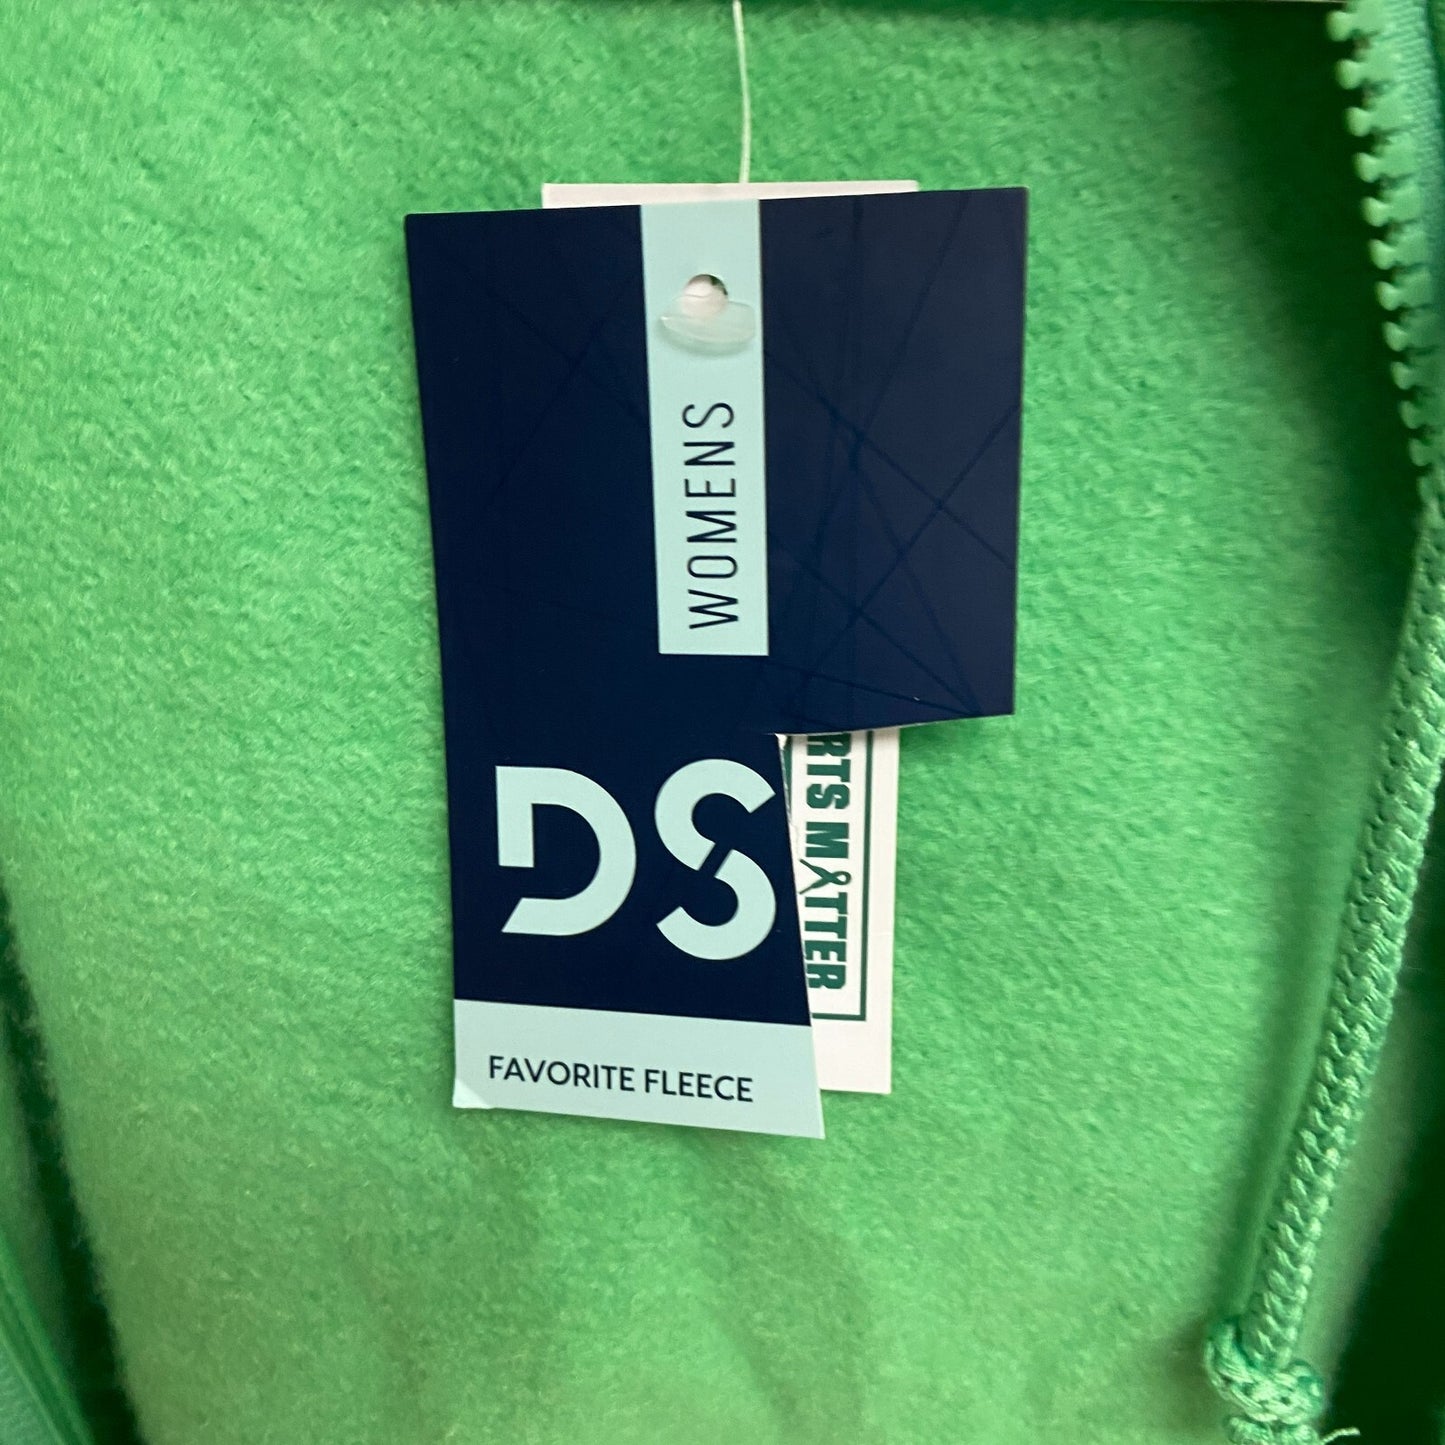 WOMENS
DS
RTS MATTER
FAVORITE FLEECE